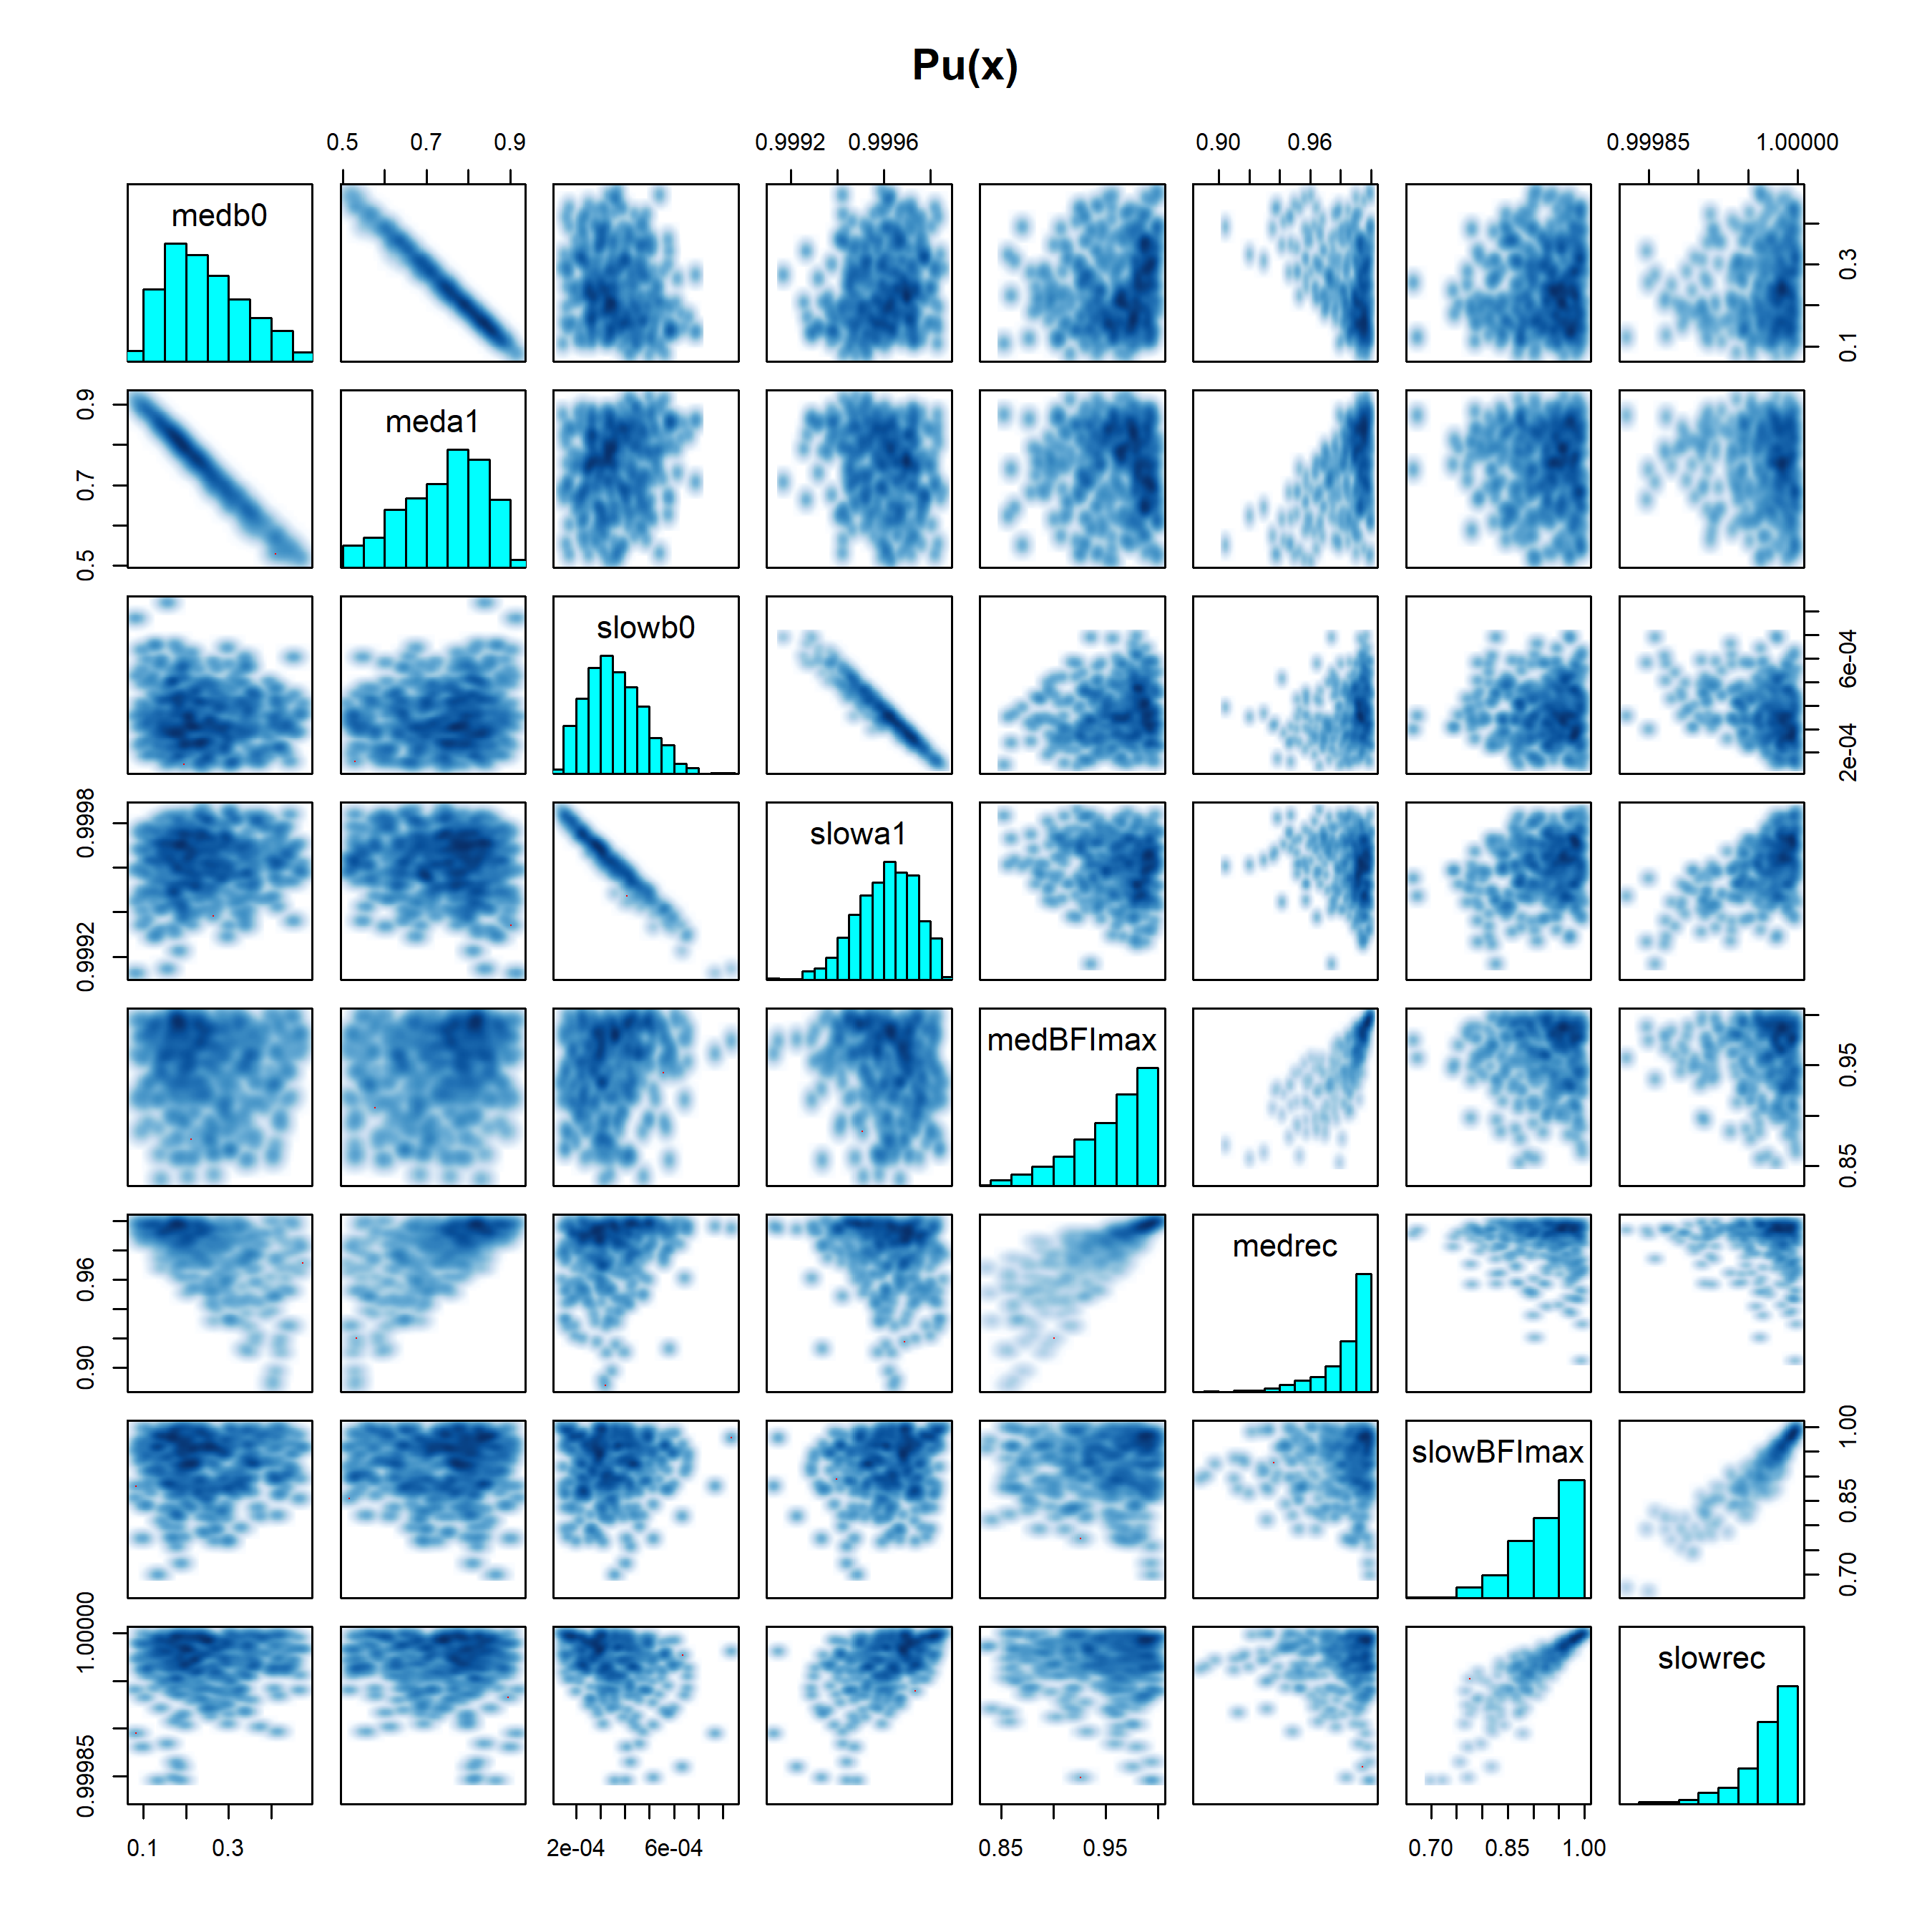 Pu(x)
0.5 0.7 0.9 0.9992 0.9996 0.90 0.96 0.99985 1.00000
medb0
0.1 0.3
meda1
0.5 0.7 0.9
slowb0
2e-04 6e-04
slowa1
0.9992 0.9998
medBFImax
0.85 0.95
medrec
0.90 0.96
slowBFImax
0.70 0.85 1.00
slowrec
0.99985 1.00000
0.1 0.3 2e-04 6e-04 0.85 0.95 0.70 0.85 1.00